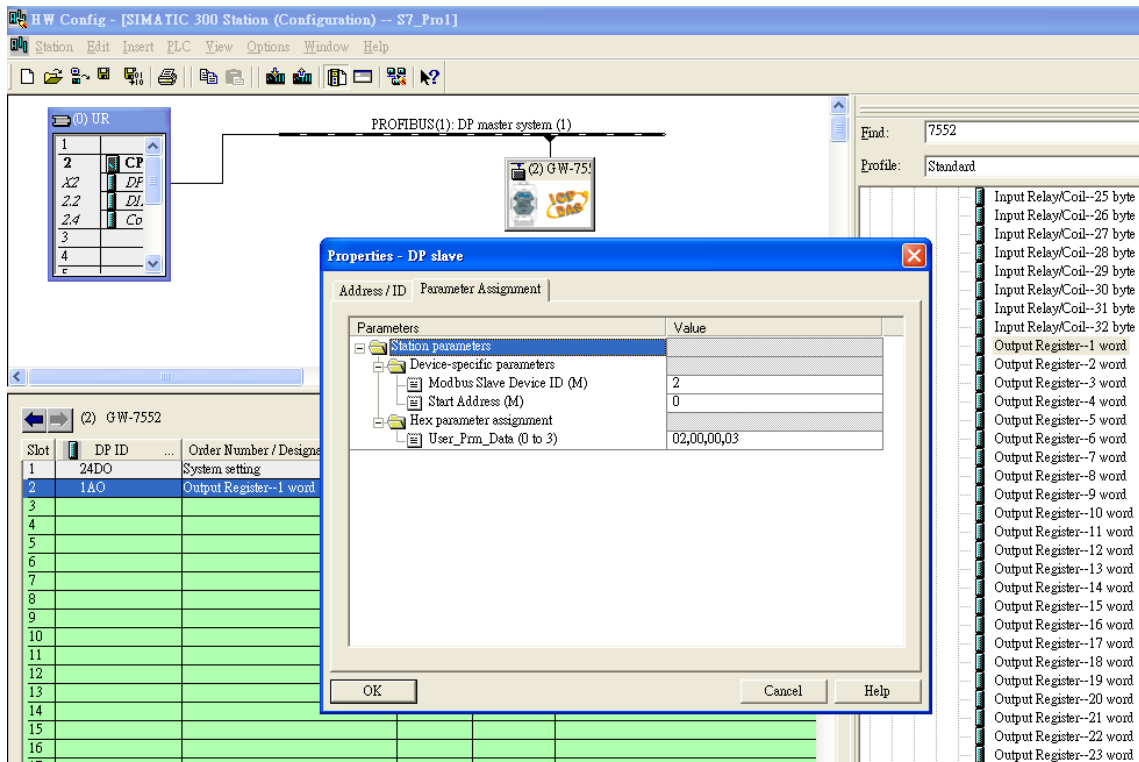 HW Config - [SIMATIC 300 Station (Configuration) -- S7_Pro1]
Station Edit Insert PLC View Options Window Help
(0) UR
1
2 CP
X2 DP
2.2 DI
2.4 Co
3
4
PROFIBUS(1): DP master system (1)
(2) GW-75
ICP DAS
Find: 7552
Profile: Standard
Input Relay/Coil--25 byte
Input Relay/Coil--26 byte
Input Relay/Coil--27 byte
Input Relay/Coil--28 byte
Input Relay/Coil--29 byte
Input Relay/Coil--30 byte
Input Relay/Coil--31 byte
Input Relay/Coil--32 byte
Output Register--1 word
Output Register--2 word
Output Register--3 word
Output Register--4 word
Output Register--5 word
Output Register--6 word
Output Register--7 word
Output Register--8 word
Output Register--9 word
Output Register--10 word
Output Register--11 word
Output Register--12 word
Output Register--13 word
Output Register--14 word
Output Register--15 word
Output Register--16 word
Output Register--17 word
Output Register--18 word
Output Register--19 word
Output Register--20 word
Output Register--21 word
Output Register--22 word
Output Register--23 word
Properties - DP slave
Address / ID Parameter Assignment
Parameters Value
Station parameters
Device-specific parameters
Modbus Slave Device ID (M) 2
Start Address (M) 0
Hex parameter assignment
User_Prm_Data (0 to 3) 02,00,00,03
OK Cancel Help
(2) GW-7552
Slot DP ID ... Order Number / Designa
1 24DO System setting
2 1AO Output Register--1 word
3
4
5
6
7
8
9
10
11
12
13
14
15
16